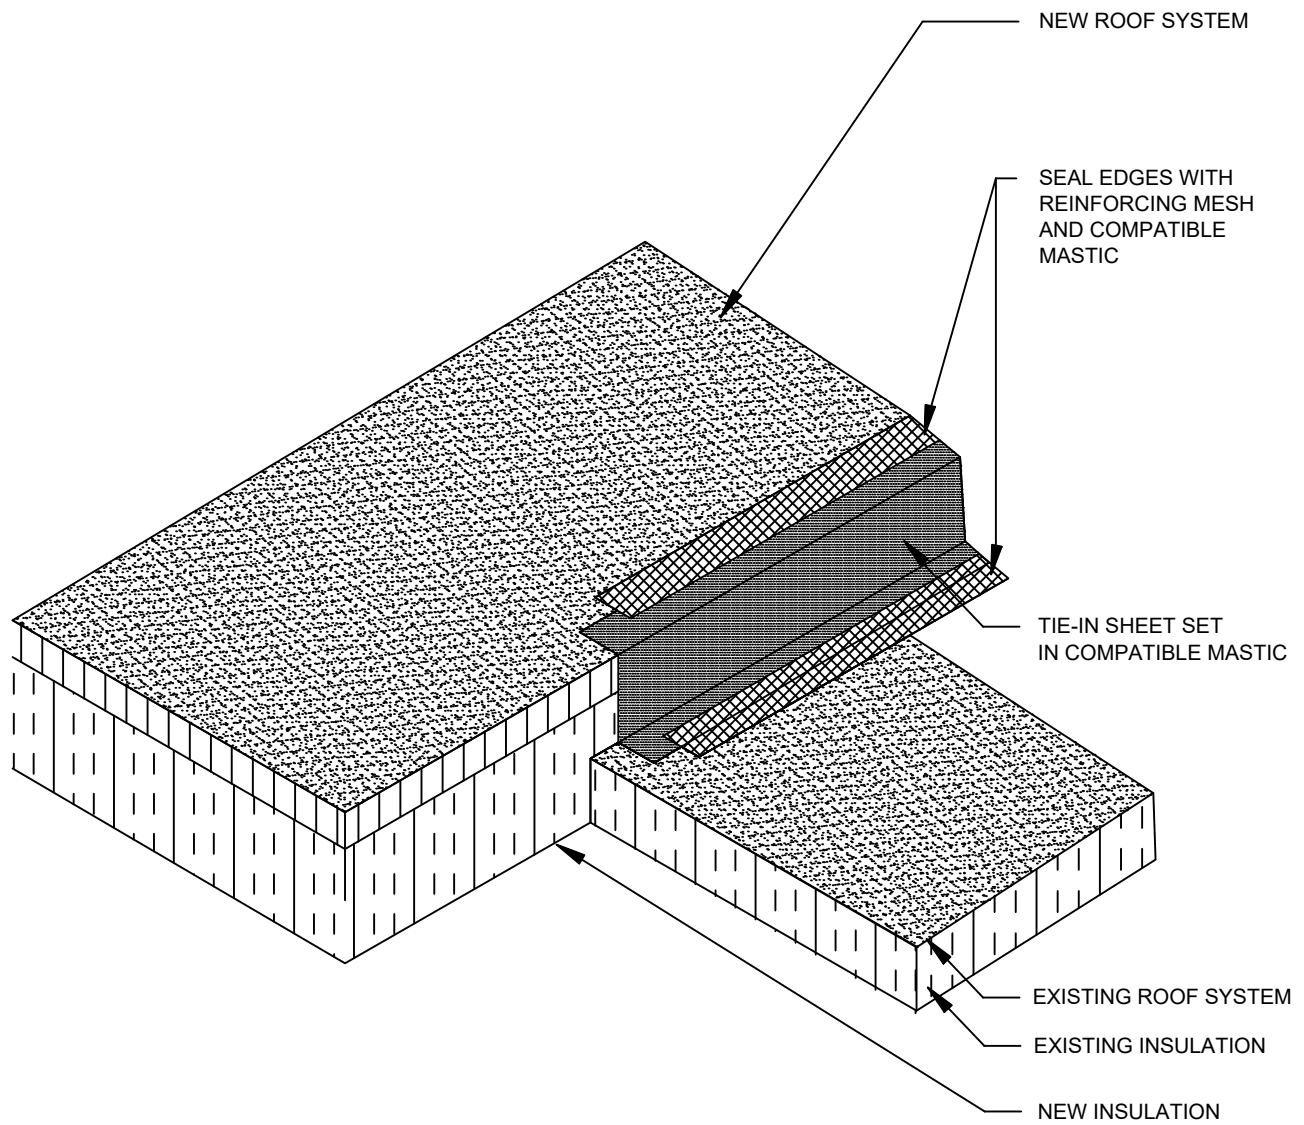 NEW ROOF SYSTEM
SEAL EDGES WITH
REINFORCING MESH
AND COMPATIBLE
MASTIC
TIE-IN SHEET SET
IN COMPATIBLE MASTIC
EXISTING ROOF SYSTEM
EXISTING INSULATION
NEW INSULATION